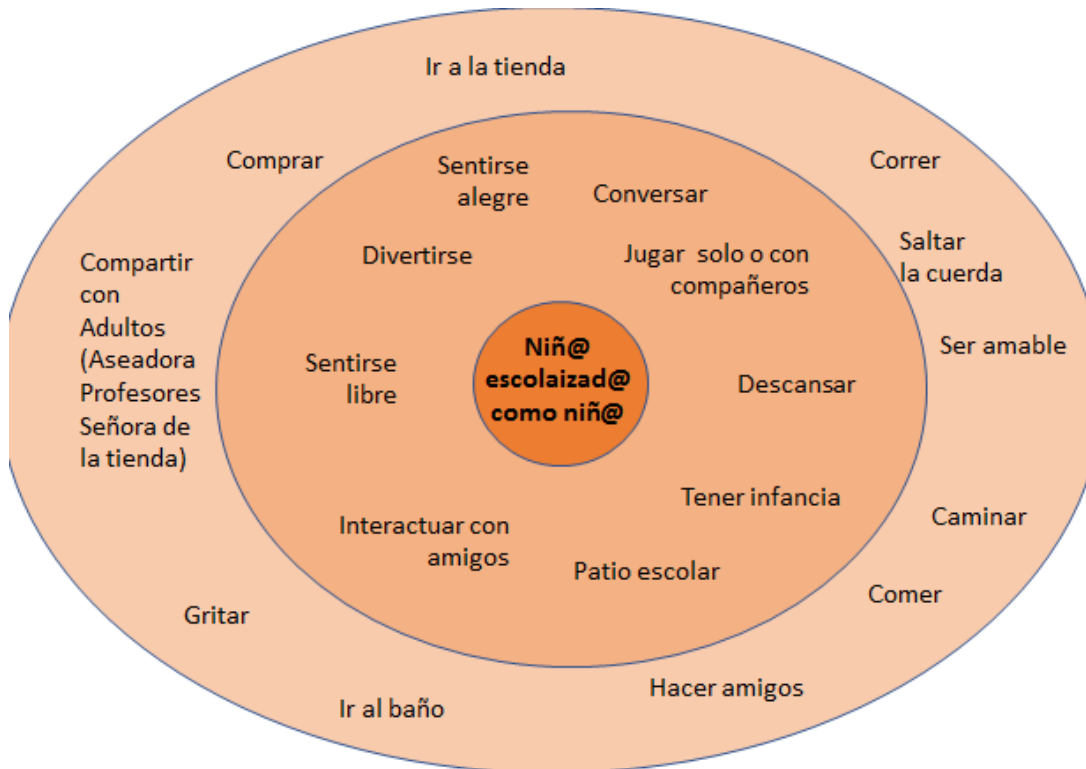 Ir a la tienda
Comprar
Correr
Sentirse
alegre
Conversar
Saltar
la cuerda
Compartir
con
Adultos
(Aseadora
Profesores
Señora de
la tienda)
Divertirse
Jugar solo o con
compañeros
Ser amable
Sentirse
libre
Niñ@
escolaizad@
como niñ@
Descansar
Tener infancia
Caminar
Interactuar con
amigos
Patio escolar
Comer
Gritar
Hacer amigos
Ir al baño